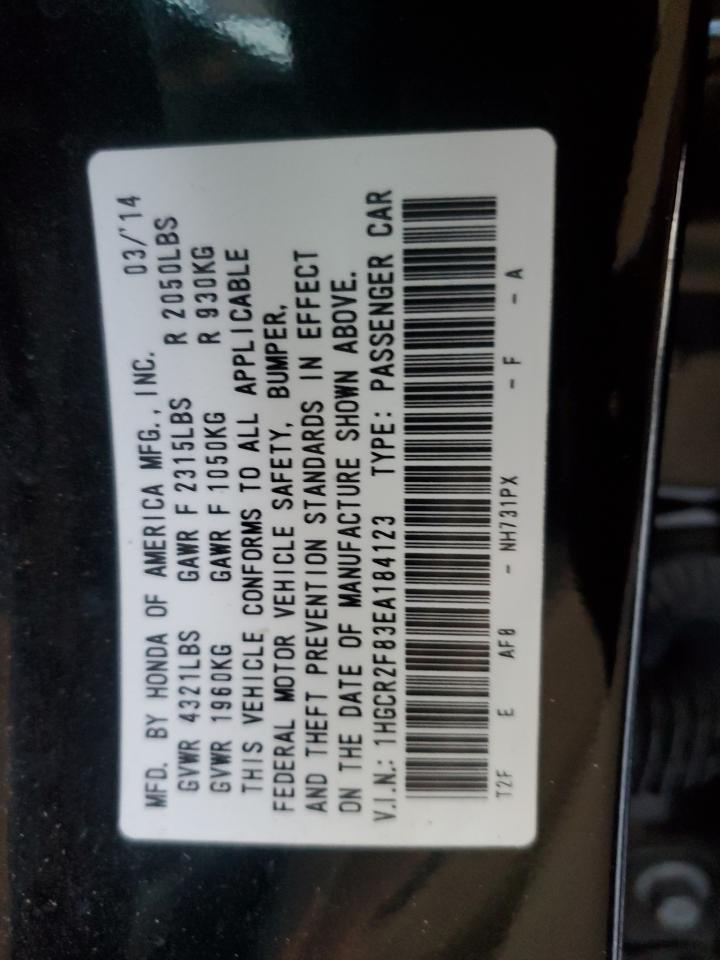 MFD. BY HONDA OF AMERICA MFG., INC. 03/'14
GVWR 4321LBS GAWR F 2315LBS R 2050LBS
GVWR 1960KG GAWR F 1050KG R 930KG
THIS VEHICLE CONFORMS TO ALL APPLICABLE
FEDERAL MOTOR VEHICLE SAFETY, BUMPER,
AND THEFT PREVENTION STANDARDS IN EFFECT
ON THE DATE OF MANUFACTURE SHOWN ABOVE.
V.I.N.: 1HGCR2F83EA184123 TYPE: PASSENGER CAR
T2F E AF8 - NH731PX - F - A